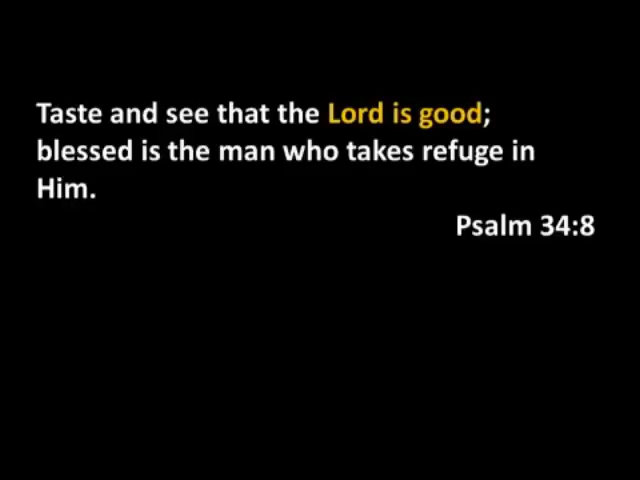 Taste and see that the Lord is good;
blessed is the man who takes refuge in
Him.
Psalm 34:8